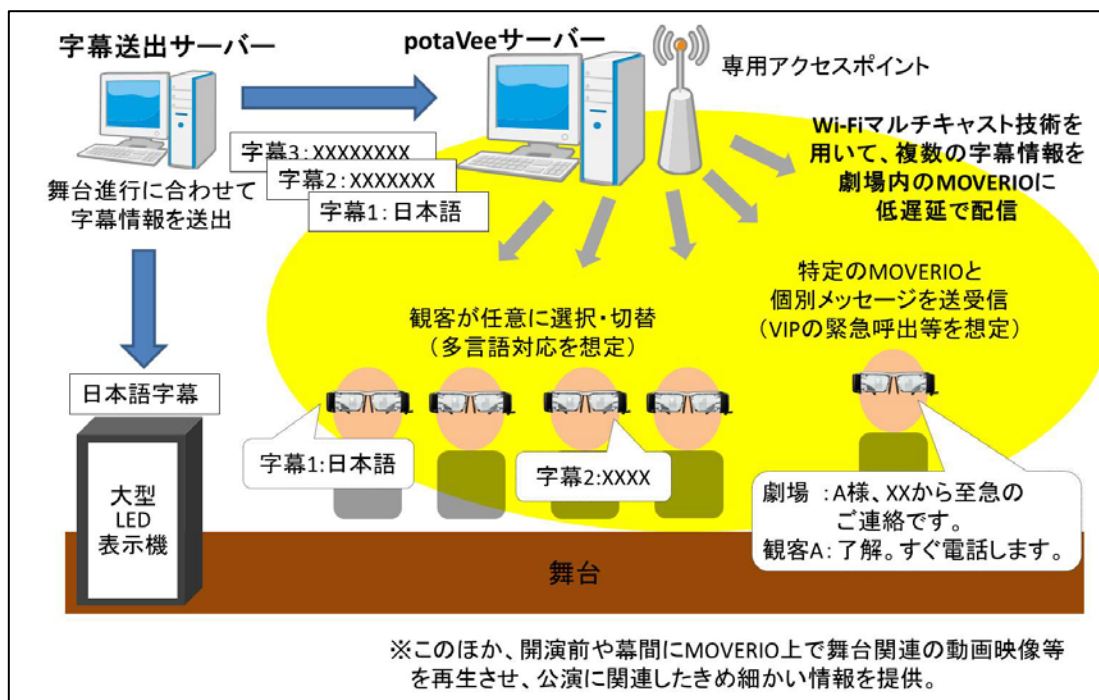 字幕送出サーバー
potaVeeサーバー
専用アクセスポイント
字幕3：XXXXXXXX
字幕2：XXXXXXX
字幕1：日本語
舞台進行に合わせて
字幕情報を送出
Wi-Fiマルチキャスト技術を
用いて、複数の字幕情報を
劇場内のMOVERIOに
低遅延で配信
観客が任意に選択・切替
（多言語対応を想定）
特定のMOVERIOと
個別メッセージを送受信
（VIPの緊急呼出等を想定）
日本語字幕
大型
LED
表示機
字幕1:日本語
字幕2:XXXX
劇場　：A様、XXから至急の
ご連絡です。
観客A：了解。すぐ電話します。
舞台
※このほか、開演前や幕間にMOVERIO上で舞台関連の動画映像等
を再生させ、公演に関連したきめ細かい情報を提供。